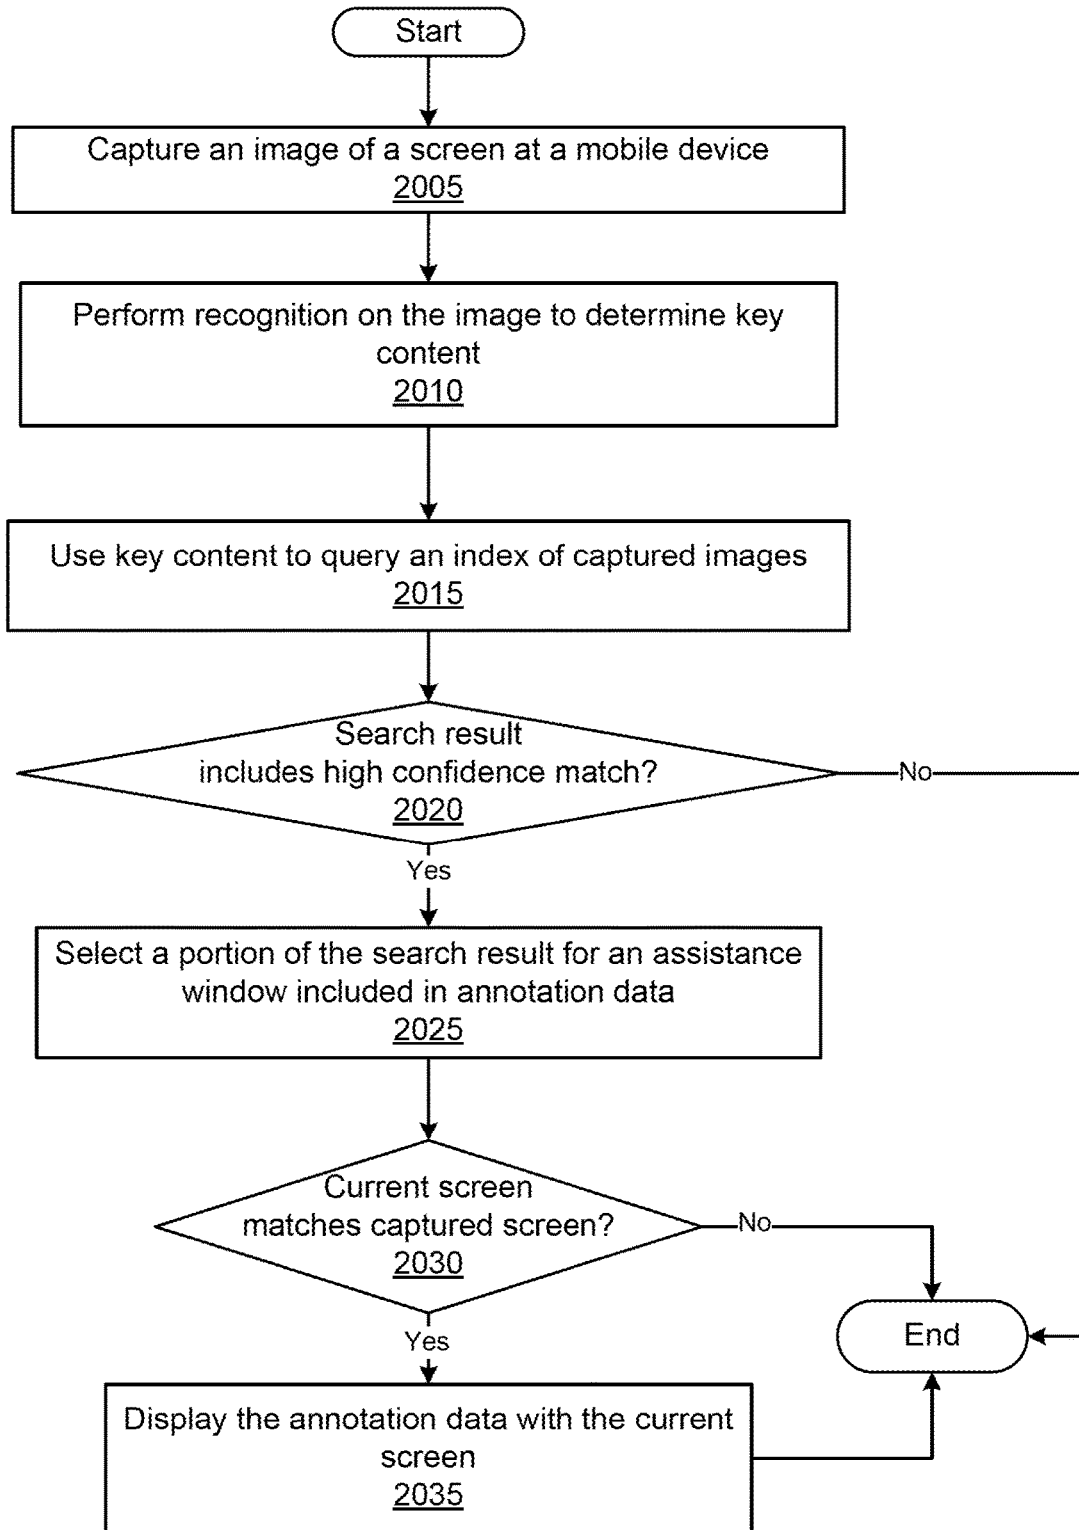 Start
Capture an image of a screen at a mobile device
2005
Perform recognition on the image to determine key
content
2010
Use key content to query an index of captured images
2015
Search result
includes high confidence match?
2020
No
Yes
Select a portion of the search result for an assistance
window included in annotation data
2025
Current screen
matches captured screen?
2030
No
Yes
End
Display the annotation data with the current
screen
2035